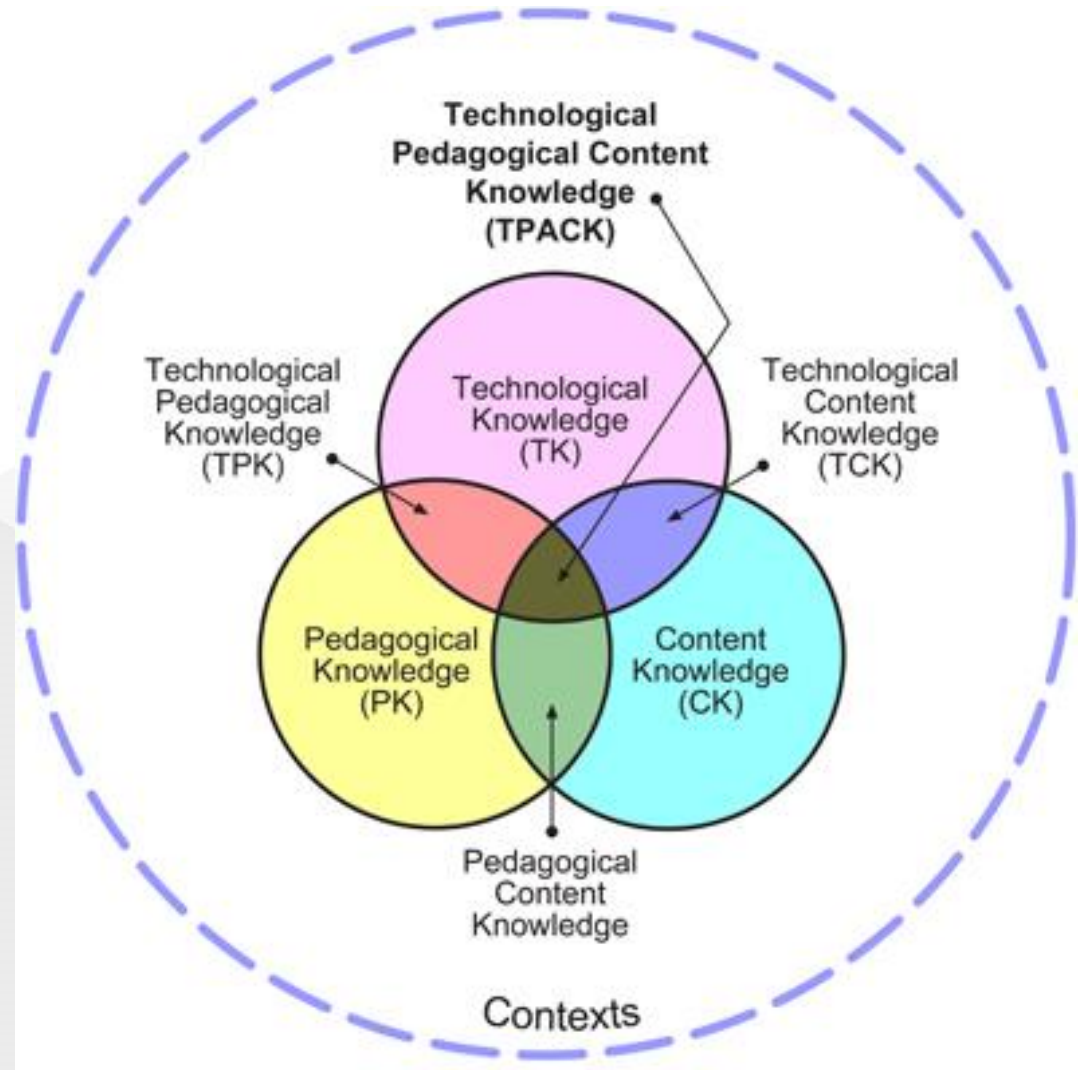 Technological
Pedagogical Content
Knowledge
(TPACK)
Technological
Pedagogical
Knowledge
(TPK)
Technological
Knowledge
(TK)
Technological
Content
Knowledge
(TCK)
Pedagogical
Knowledge
(PK)
Content
Knowledge
(CK)
Pedagogical
Content
Knowledge
Contexts